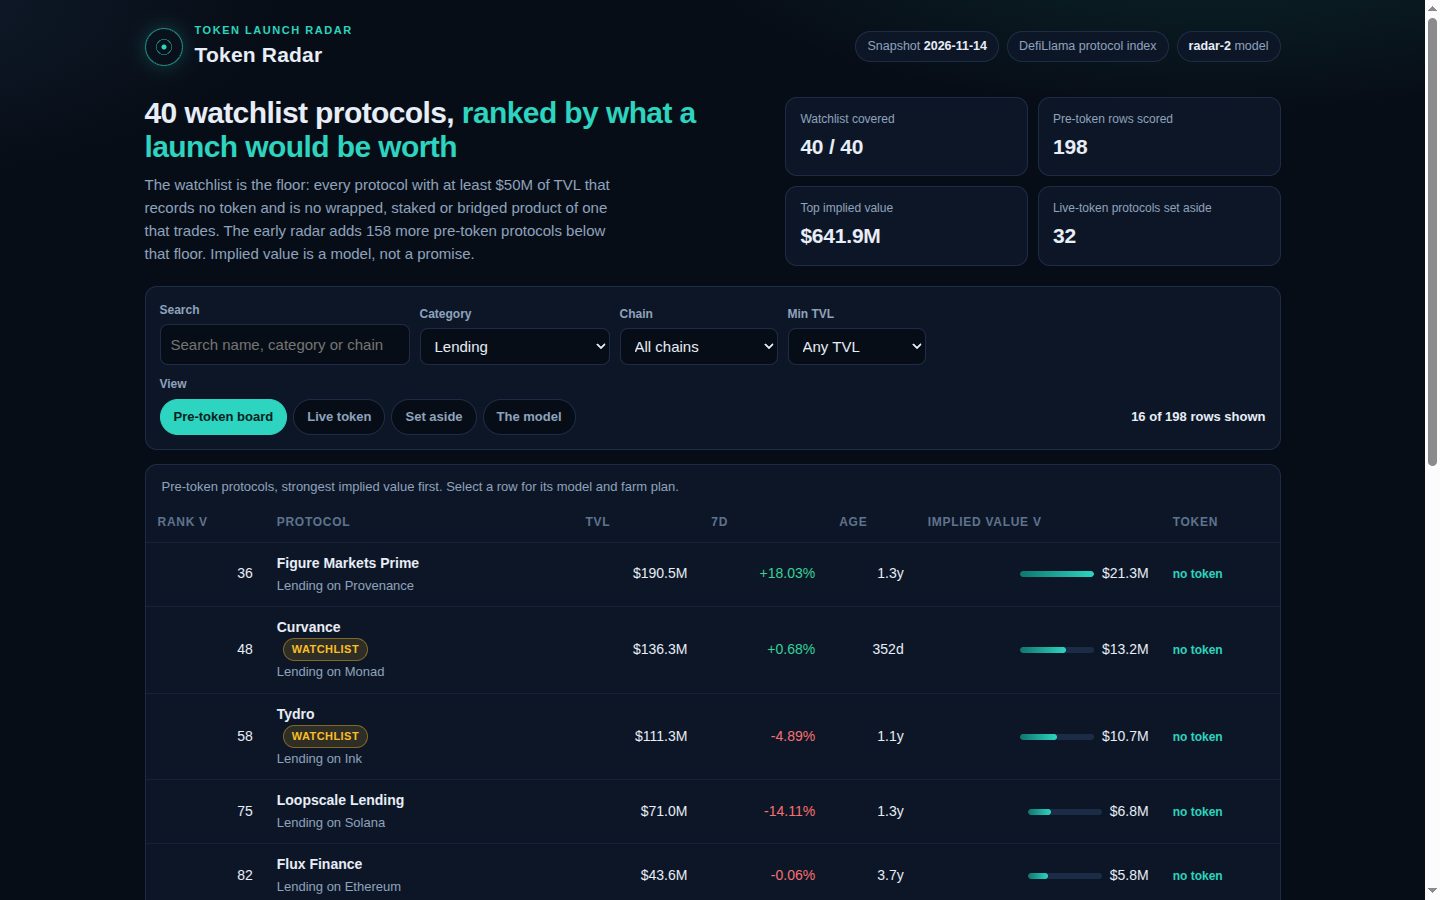 TOKEN LAUNCH RADAR
Token Radar
Snapshot 2026-11-14
DefiLlama protocol index
radar-2 model
40 watchlist protocols, ranked by what a
launch would be worth
The watchlist is the floor: every protocol with at least $50M of TVL that
records no token and is no wrapped, staked or bridged product of one
that trades. The early radar adds 158 more pre-token protocols below
that floor. Implied value is a model, not a promise.
Watchlist covered
40 / 40
Pre-token rows scored
198
Top implied value
$641.9M
Live-token protocols set aside
32
Search
Search name, category or chain
Category
Lending
Chain
All chains
Min TVL
Any TVL
View
Pre-token board
Live token
Set aside
The model
16 of 198 rows shown
Pre-token protocols, strongest implied value first. Select a row for its model and farm plan.
RANK V PROTOCOL TVL 7D AGE IMPLIED VALUE V TOKEN
36 Figure Markets Prime $190.5M +18.03% 1.3y $21.3M no token
Lending on Provenance
48 Curvance $136.3M +0.68% 352d $13.2M no token
WATCHLIST
Lending on Monad
58 Tydro $111.3M -4.89% 1.1y $10.7M no token
WATCHLIST
Lending on Ink
75 Loopscale Lending $71.0M -14.11% 1.3y $6.8M no token
Lending on Solana
82 Flux Finance $43.6M -0.06% 3.7y $5.8M no token
Lending on Ethereum